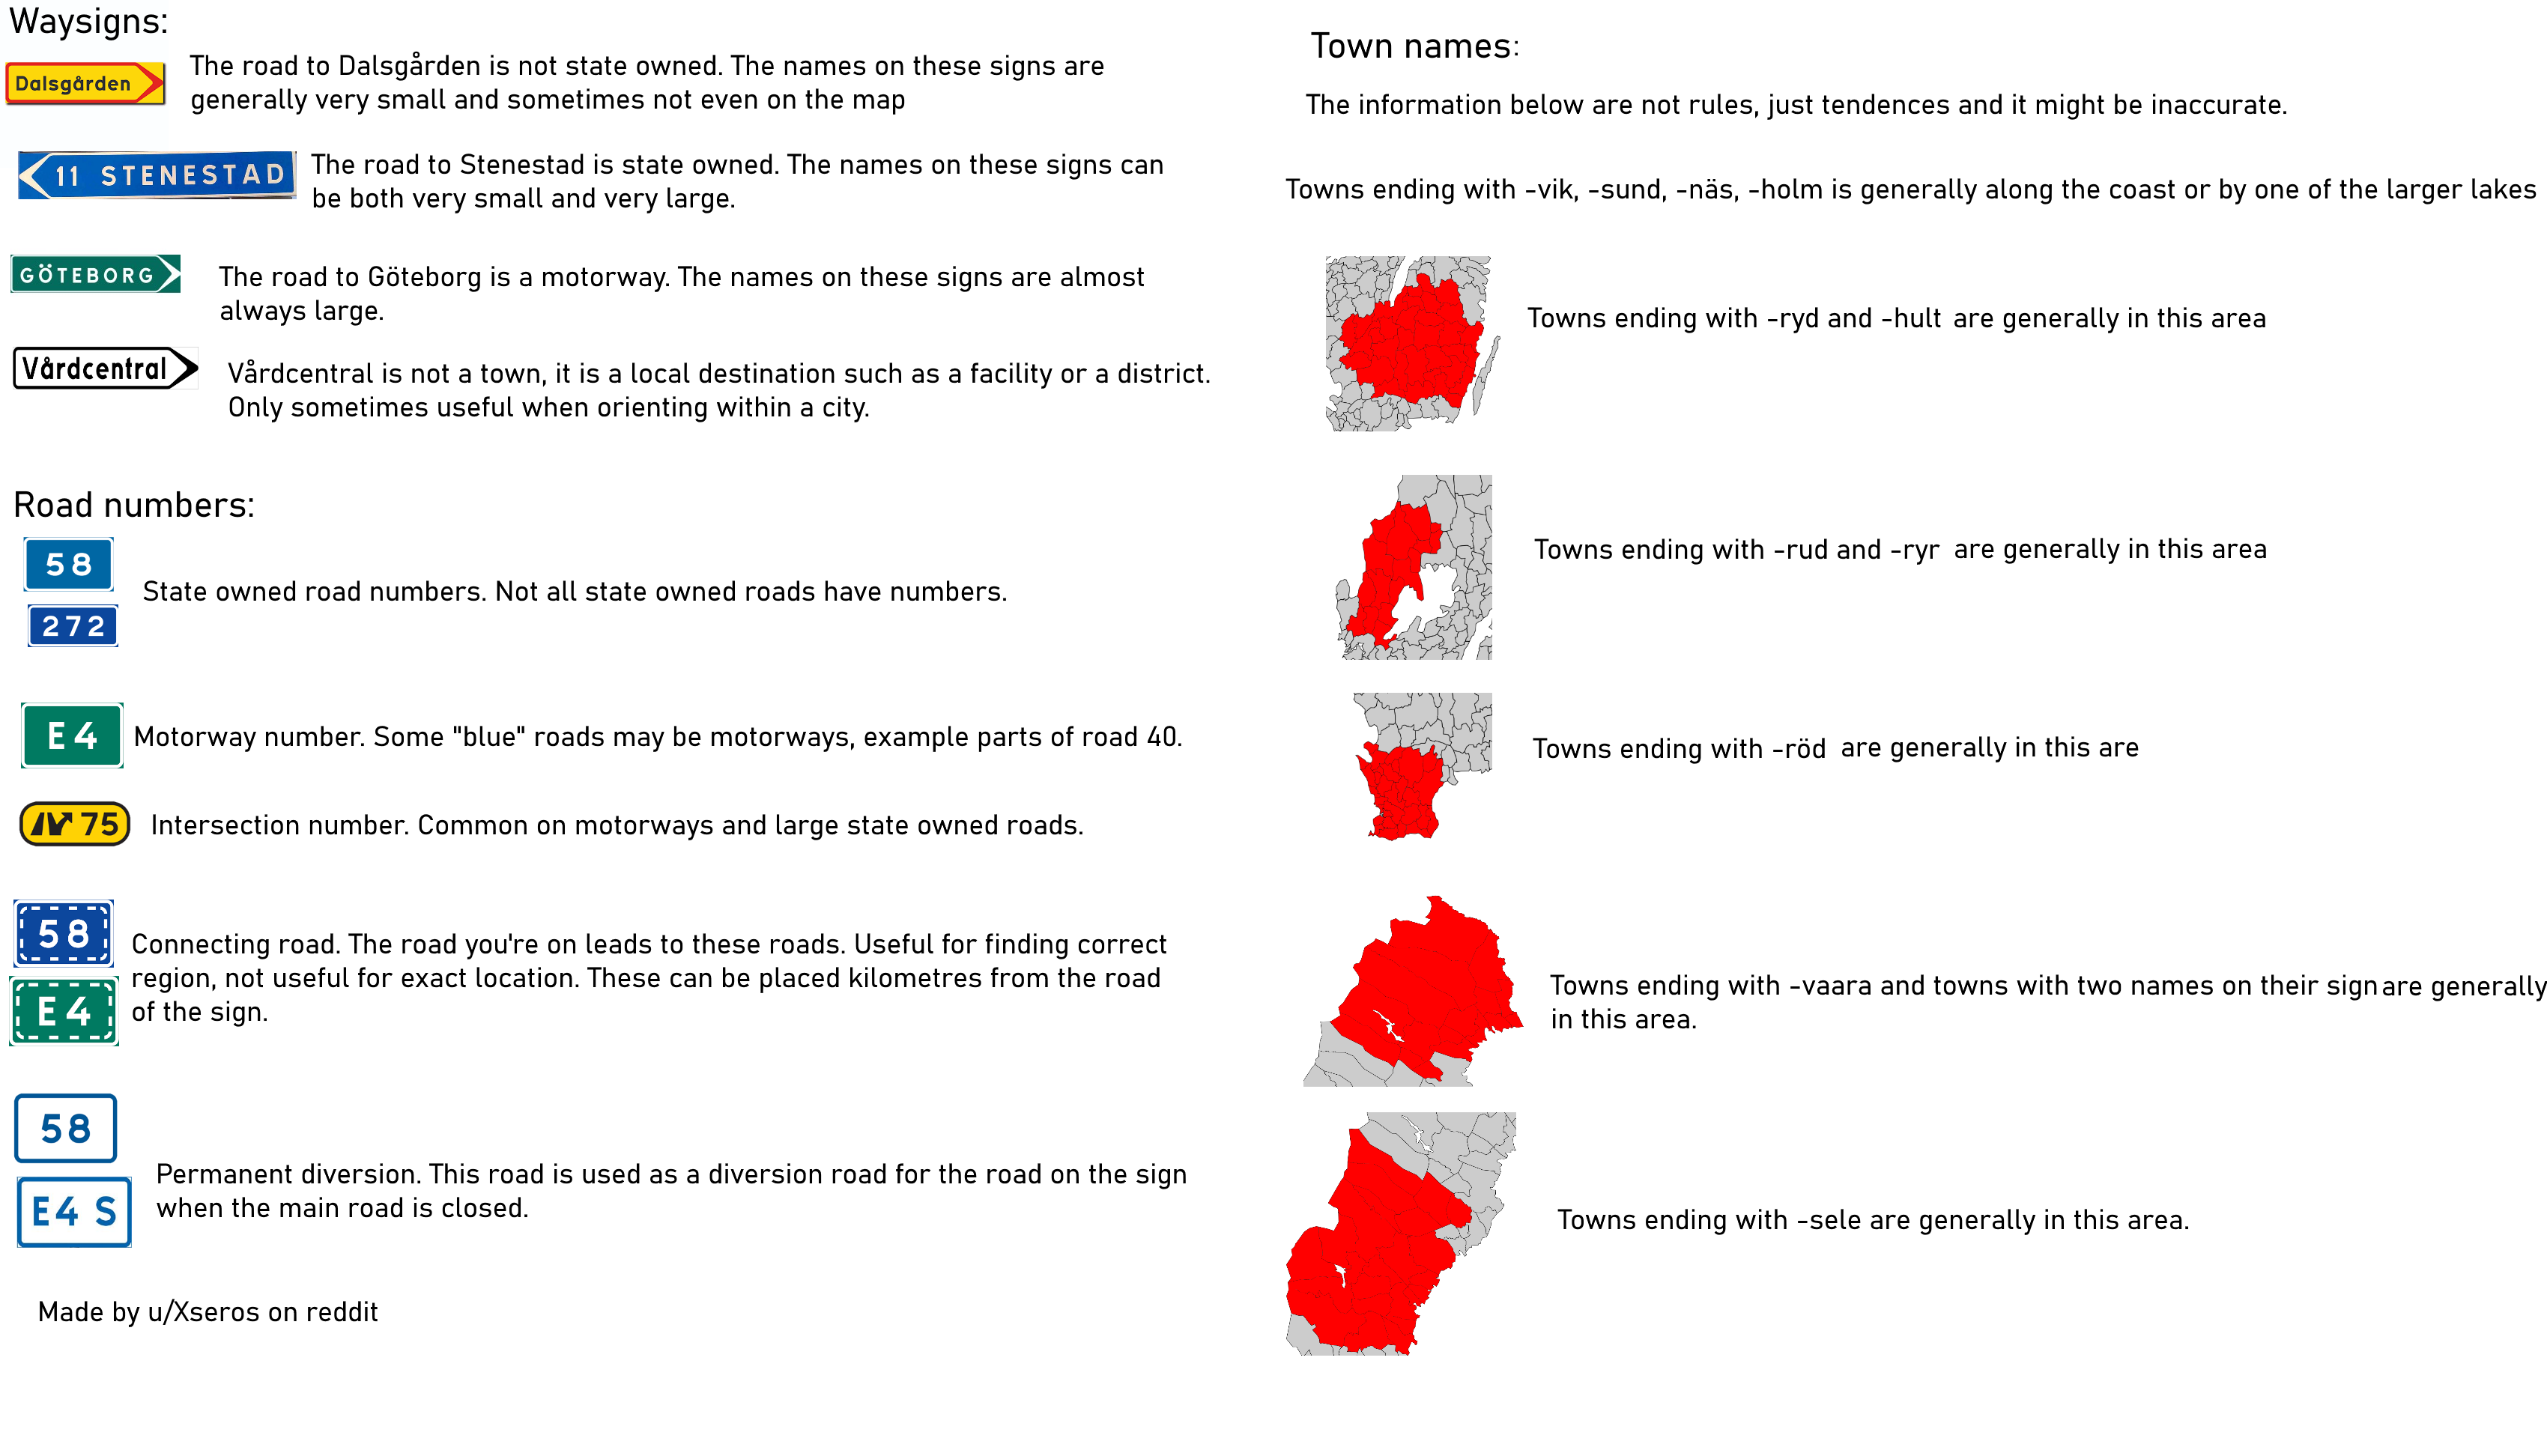 Waysigns:
Dalsgården
The road to Dalsgården is not state owned. The names on these signs are
generally very small and sometimes not even on the map
11 STENESTAD
The road to Stenestad is state owned. The names on these signs can
be both very small and very large.
GÖTEBORG
The road to Göteborg is a motorway. The names on these signs are almost
always large.
Vårdcentral
Vårdcentral is not a town, it is a local destination such as a facility or a district.
Only sometimes useful when orienting within a city.
Road numbers:
58
272
State owned road numbers. Not all state owned roads have numbers.
E4
Motorway number. Some "blue" roads may be motorways, example parts of road 40.
75
Intersection number. Common on motorways and large state owned roads.
58
E4
Connecting road. The road you're on leads to these roads. Useful for finding correct
region, not useful for exact location. These can be placed kilometres from the road
of the sign.
58
E4 S
Permanent diversion. This road is used as a diversion road for the road on the sign
when the main road is closed.
Made by u/Xseros on reddit
Town names:
The information below are not rules, just tendences and it might be inaccurate.
Towns ending with -vik, -sund, -näs, -holm is generally along the coast or by one of the larger lakes
Towns ending with -ryd and -hult are generally in this area
Towns ending with -rud and -ryr are generally in this area
Towns ending with -röd are generally in this are
Towns ending with -vaara and towns with two names on their sign are generally
in this area.
Towns ending with -sele are generally in this area.